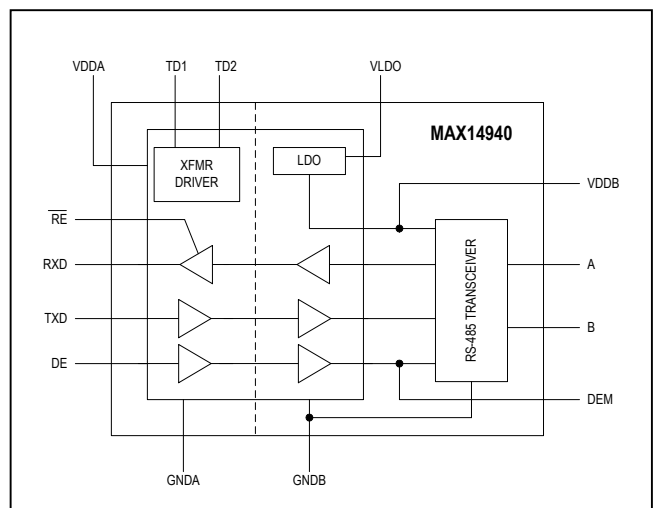 VDDA
TD1
TD2
VLDO
MAX14940
XFMR
DRIVER
LDO
VDDB
RE
RXD
A
TXD
B
DE
RS-485 TRANSCEIVER
DEM
GNDA
GNDB